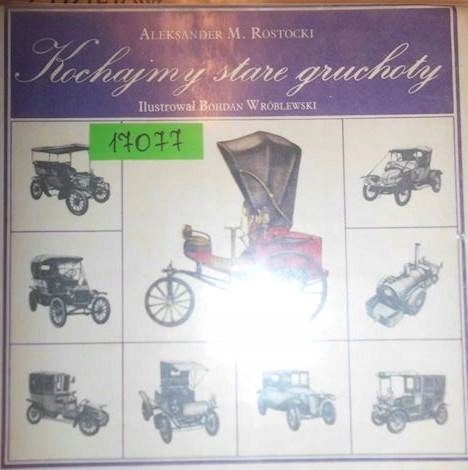 ALEKSANDER M. ROSTOCKI
Kochajmy stare gruchoty
Ilustrował BOHDAN WRÓBLEWSKI
17077